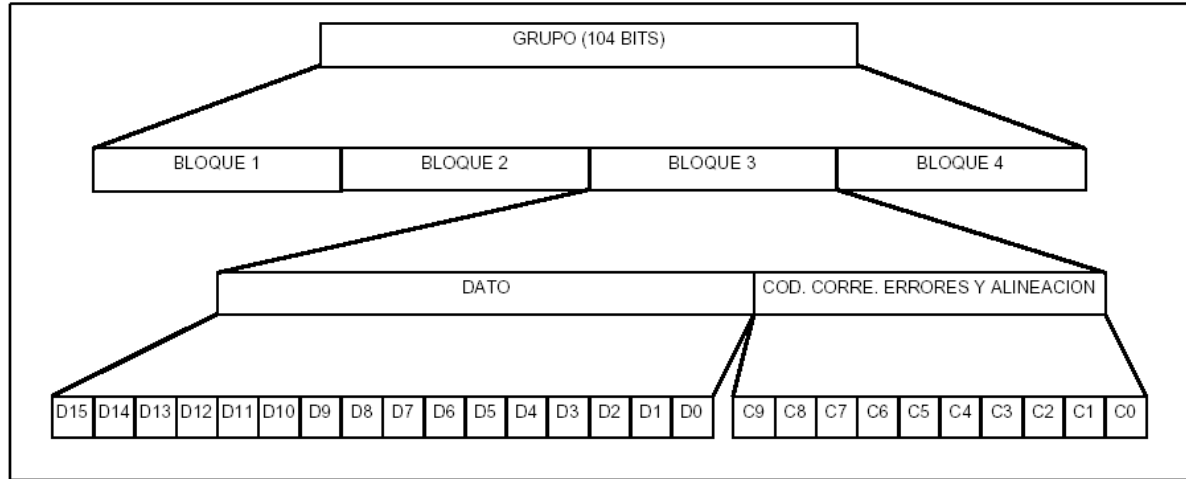 GRUPO (104 BITS)
BLOQUE 1 BLOQUE 2 BLOQUE 3 BLOQUE 4
DATO COD. CORRE. ERRORES Y ALINEACION
D15 D14 D13 D12 D11 D10 D9 D8 D7 D6 D5 D4 D3 D2 D1 D0 C9 C8 C7 C6 C5 C4 C3 C2 C1 C0